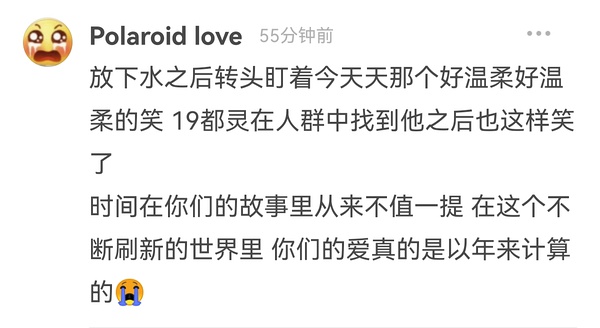 Polaroid love 55分钟前
放下水之后转头盯着今天天那个好温柔好温
柔的笑 19都灵在人群中找到他之后也这样笑
了
时间在你们的故事里从来不值一提 在这个不
断刷新的世界里 你们的爱真的是以年来计算
的😭